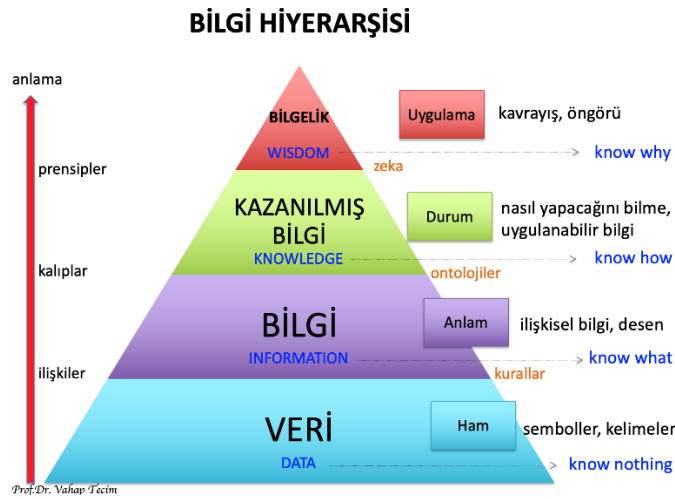 BİLGİ HİYERARŞİSİ
anlama
BİLGELİK
Uygulama
kavrayış, öngörü
WISDOM
know why
prensipler
zeka
KAZANILMIŞ
BİLGİ
Durum
nasıl yapacağını bilme,
uygulanabilir bilgi
KNOWLEDGE
know how
kalıplar
ontolojiler
BİLGİ
Anlam
ilişkisel bilgi, desen
INFORMATION
know what
ilişkiler
kurallar
VERİ
Ham
semboller, kelimeler
DATA
know nothing
Prof.Dr. Vahap Tecim